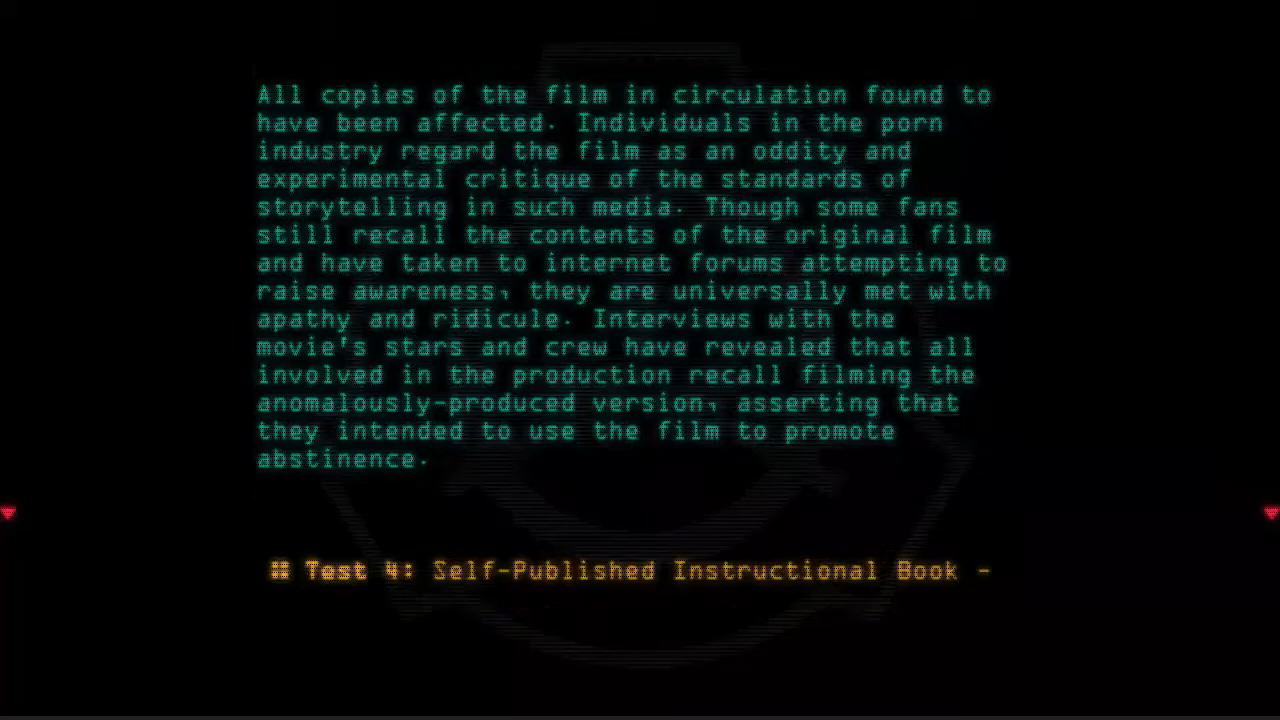 All copies of the film in circulation found to
have been affected. Individuals in the porn
industry regard the film as an oddity and
experimental critique of the standards of
storytelling in such media. Though some fans
still recall the contents of the original film
and have taken to internet forums attempting to
raise awareness, they are universally met with
apathy and ridicule. Interviews with the
movie's stars and crew have revealed that all
involved in the production recall filming the
anomalously-produced version, asserting that
they intended to use the film to promote
abstinence.
⌗ Test 4: Self-Published Instructional Book -